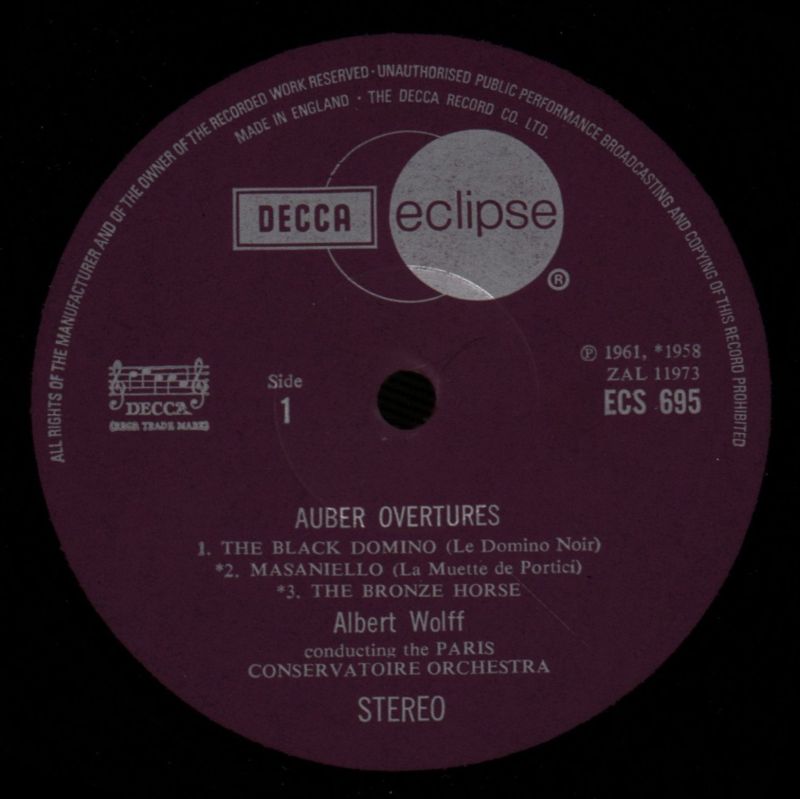 ALL RIGHTS OF THE MANUFACTURER AND OF THE OWNER OF THE RECORDED WORK RESERVED · UNAUTHORISED PUBLIC PERFORMANCE BROADCASTING AND COPYING OF THIS RECORD PROHIBITED
MADE IN ENGLAND · THE DECCA RECORD CO. LTD.
DECCA eclipse
®
℗ 1961, *1958
ZAL 11973
ECS 695
DECCA
(REGD. TRADE MARK)
Side
1
AUBER OVERTURES
1. THE BLACK DOMINO (Le Domino Noir)
*2. MASANIELLO (La Muette de Portici)
*3. THE BRONZE HORSE
Albert Wolff
conducting the PARIS
CONSERVATOIRE ORCHESTRA
STEREO